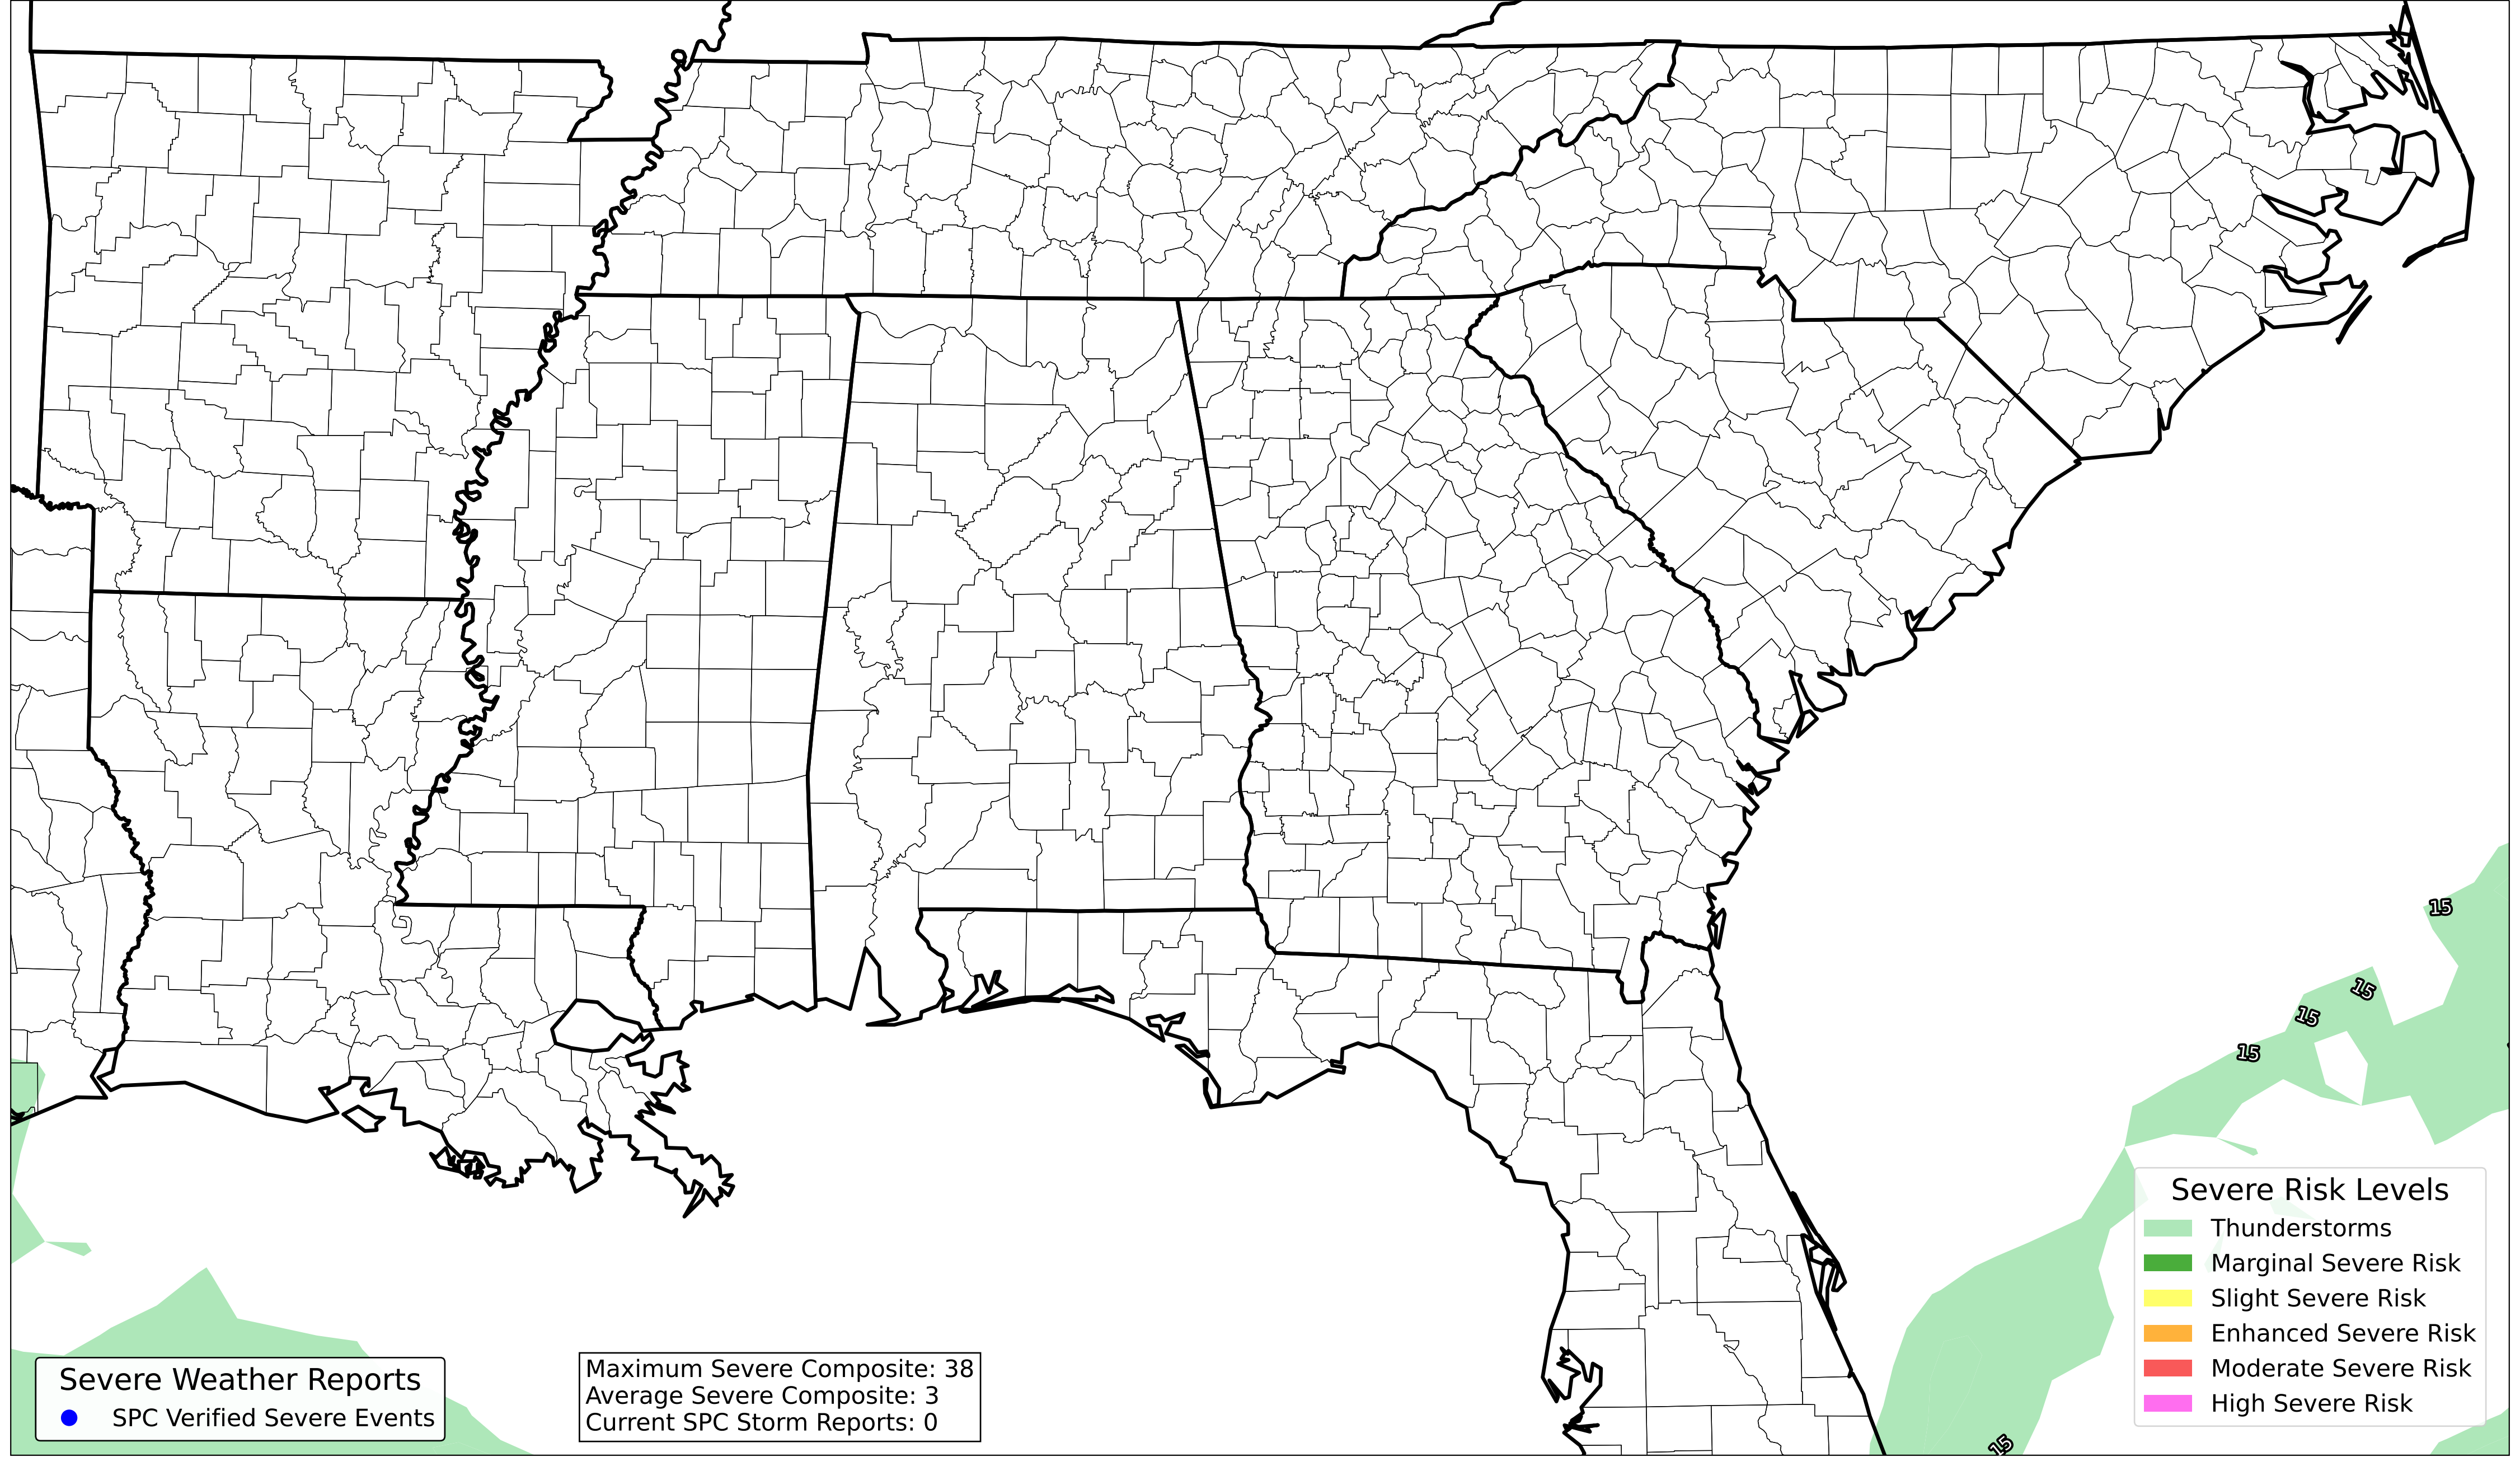 15
15
15
15
Severe Risk Levels
Thunderstorms
Marginal Severe Risk
Slight Severe Risk
Enhanced Severe Risk
Moderate Severe Risk
High Severe Risk
Severe Weather Reports
SPC Verified Severe Events
Maximum Severe Composite: 38
Average Severe Composite: 3
Current SPC Storm Reports: 0
15